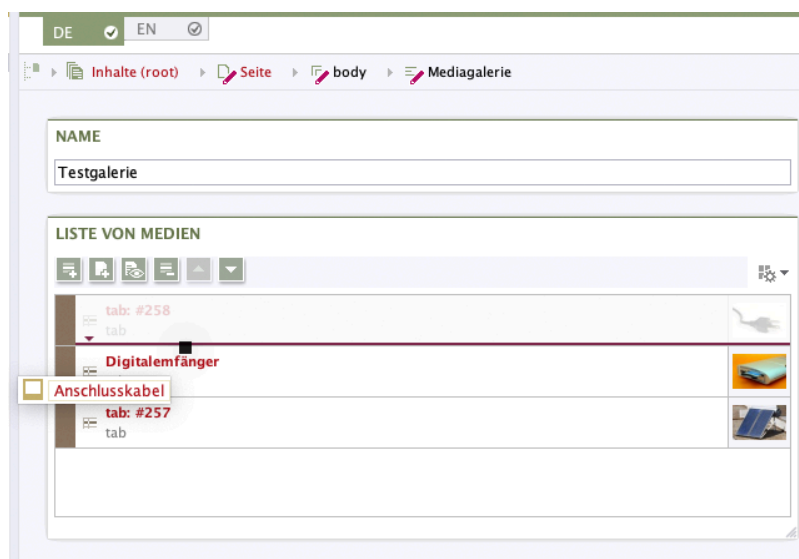 DE
EN
Inhalte (root) Seite body Mediagalerie
NAME
Testgalerie
LISTE VON MEDIEN
tab: #258
tab
Digitalemfänger
Anschlusskabel
tab: #257
tab